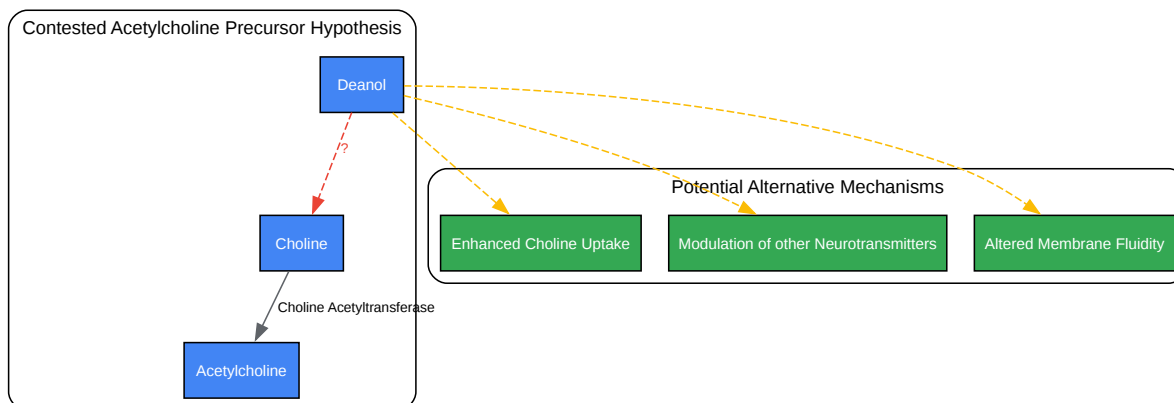 Contested Acetylcholine Precursor Hypothesis
Deanol
?
Potential Alternative Mechanisms
Choline
Enhanced Choline Uptake
Modulation of other Neurotransmitters
Altered Membrane Fluidity
Choline Acetyltransferase
Acetylcholine